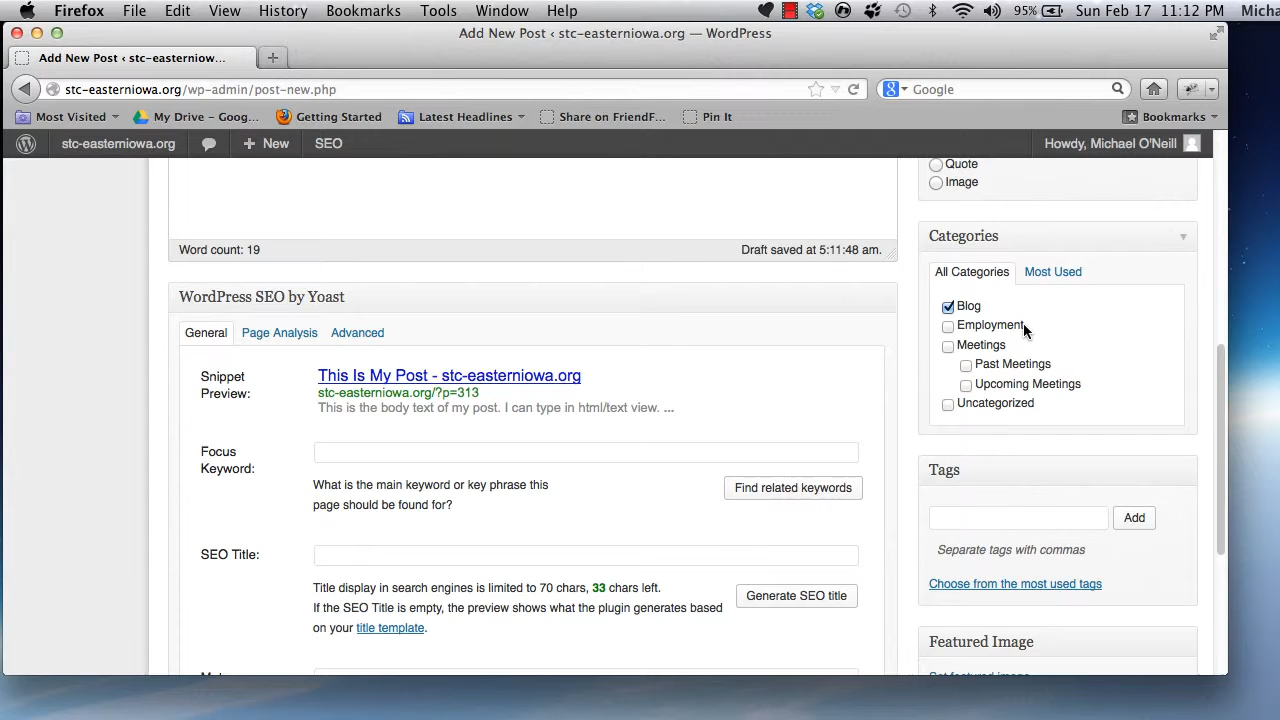 Firefox File Edit View History Bookmarks Tools Window Help 95% Sun Feb 17 11:12 PM Micha
Add New Post ‹ stc-easterniowa.org — WordPress
Add New Post ‹ stc-easterniow...
stc-easterniowa.org/wp-admin/post-new.php
Google
Most Visited My Drive – Goog... Getting Started Latest Headlines Share on FriendF... Pin It Bookmarks
stc-easterniowa.org + New SEO Howdy, Michael O'Neill
Quote
Image
Word count: 19 Draft saved at 5:11:48 am.
Categories
All Categories Most Used
Blog
Employment
Meetings
Past Meetings
Upcoming Meetings
Uncategorized
WordPress SEO by Yoast
General Page Analysis Advanced
Snippet
Preview:
This Is My Post - stc-easterniowa.org
stc-easterniowa.org/?p=313
This is the body text of my post. I can type in html/text view. ...
Focus
Keyword:
What is the main keyword or key phrase this
page should be found for?
Find related keywords
SEO Title:
Title display in search engines is limited to 70 chars, 33 chars left.
If the SEO Title is empty, the preview shows what the plugin generates based
on your title template.
Generate SEO title
Tags
Add
Separate tags with commas
Choose from the most used tags
Featured Image